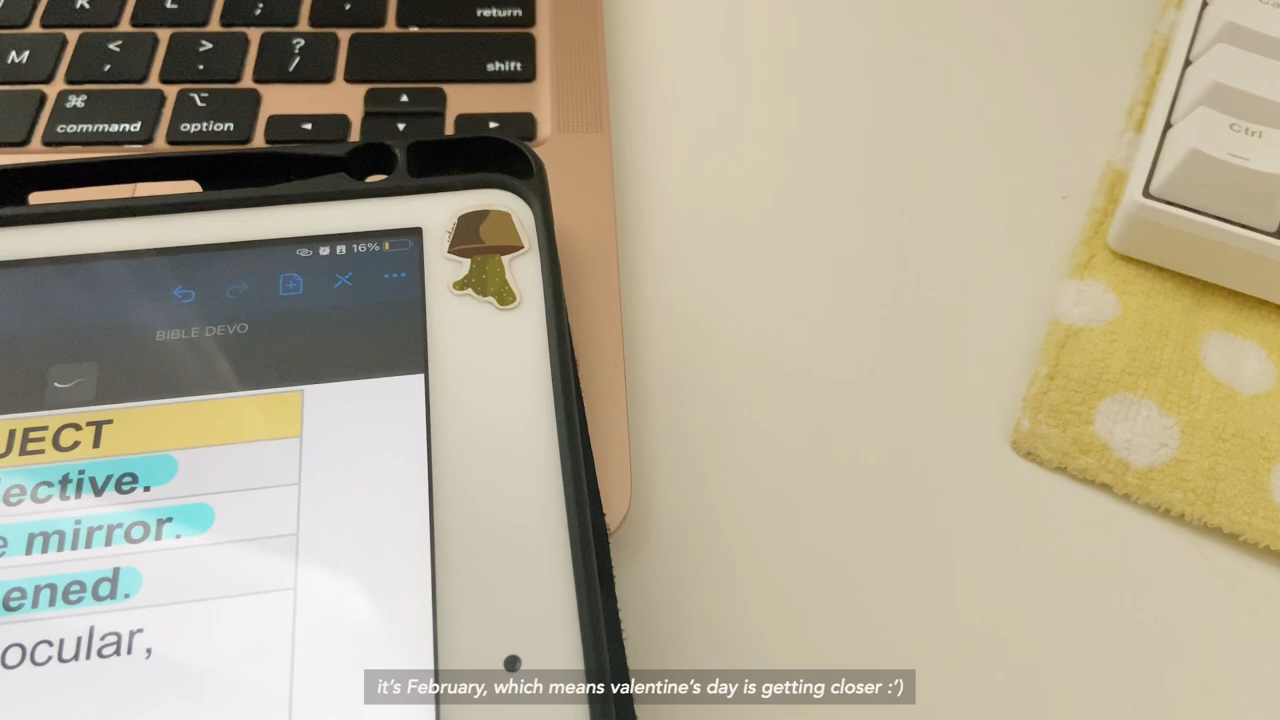 K
L
:
;
"
'
return
M
<
,
>
.
?
/
shift
⌘
command
⌥
option
Ctrl
16%
BIBLE DEVO
JECT
ective.
e mirror.
ened.
ocular,
it's February, which means valentine's day is getting closer :')